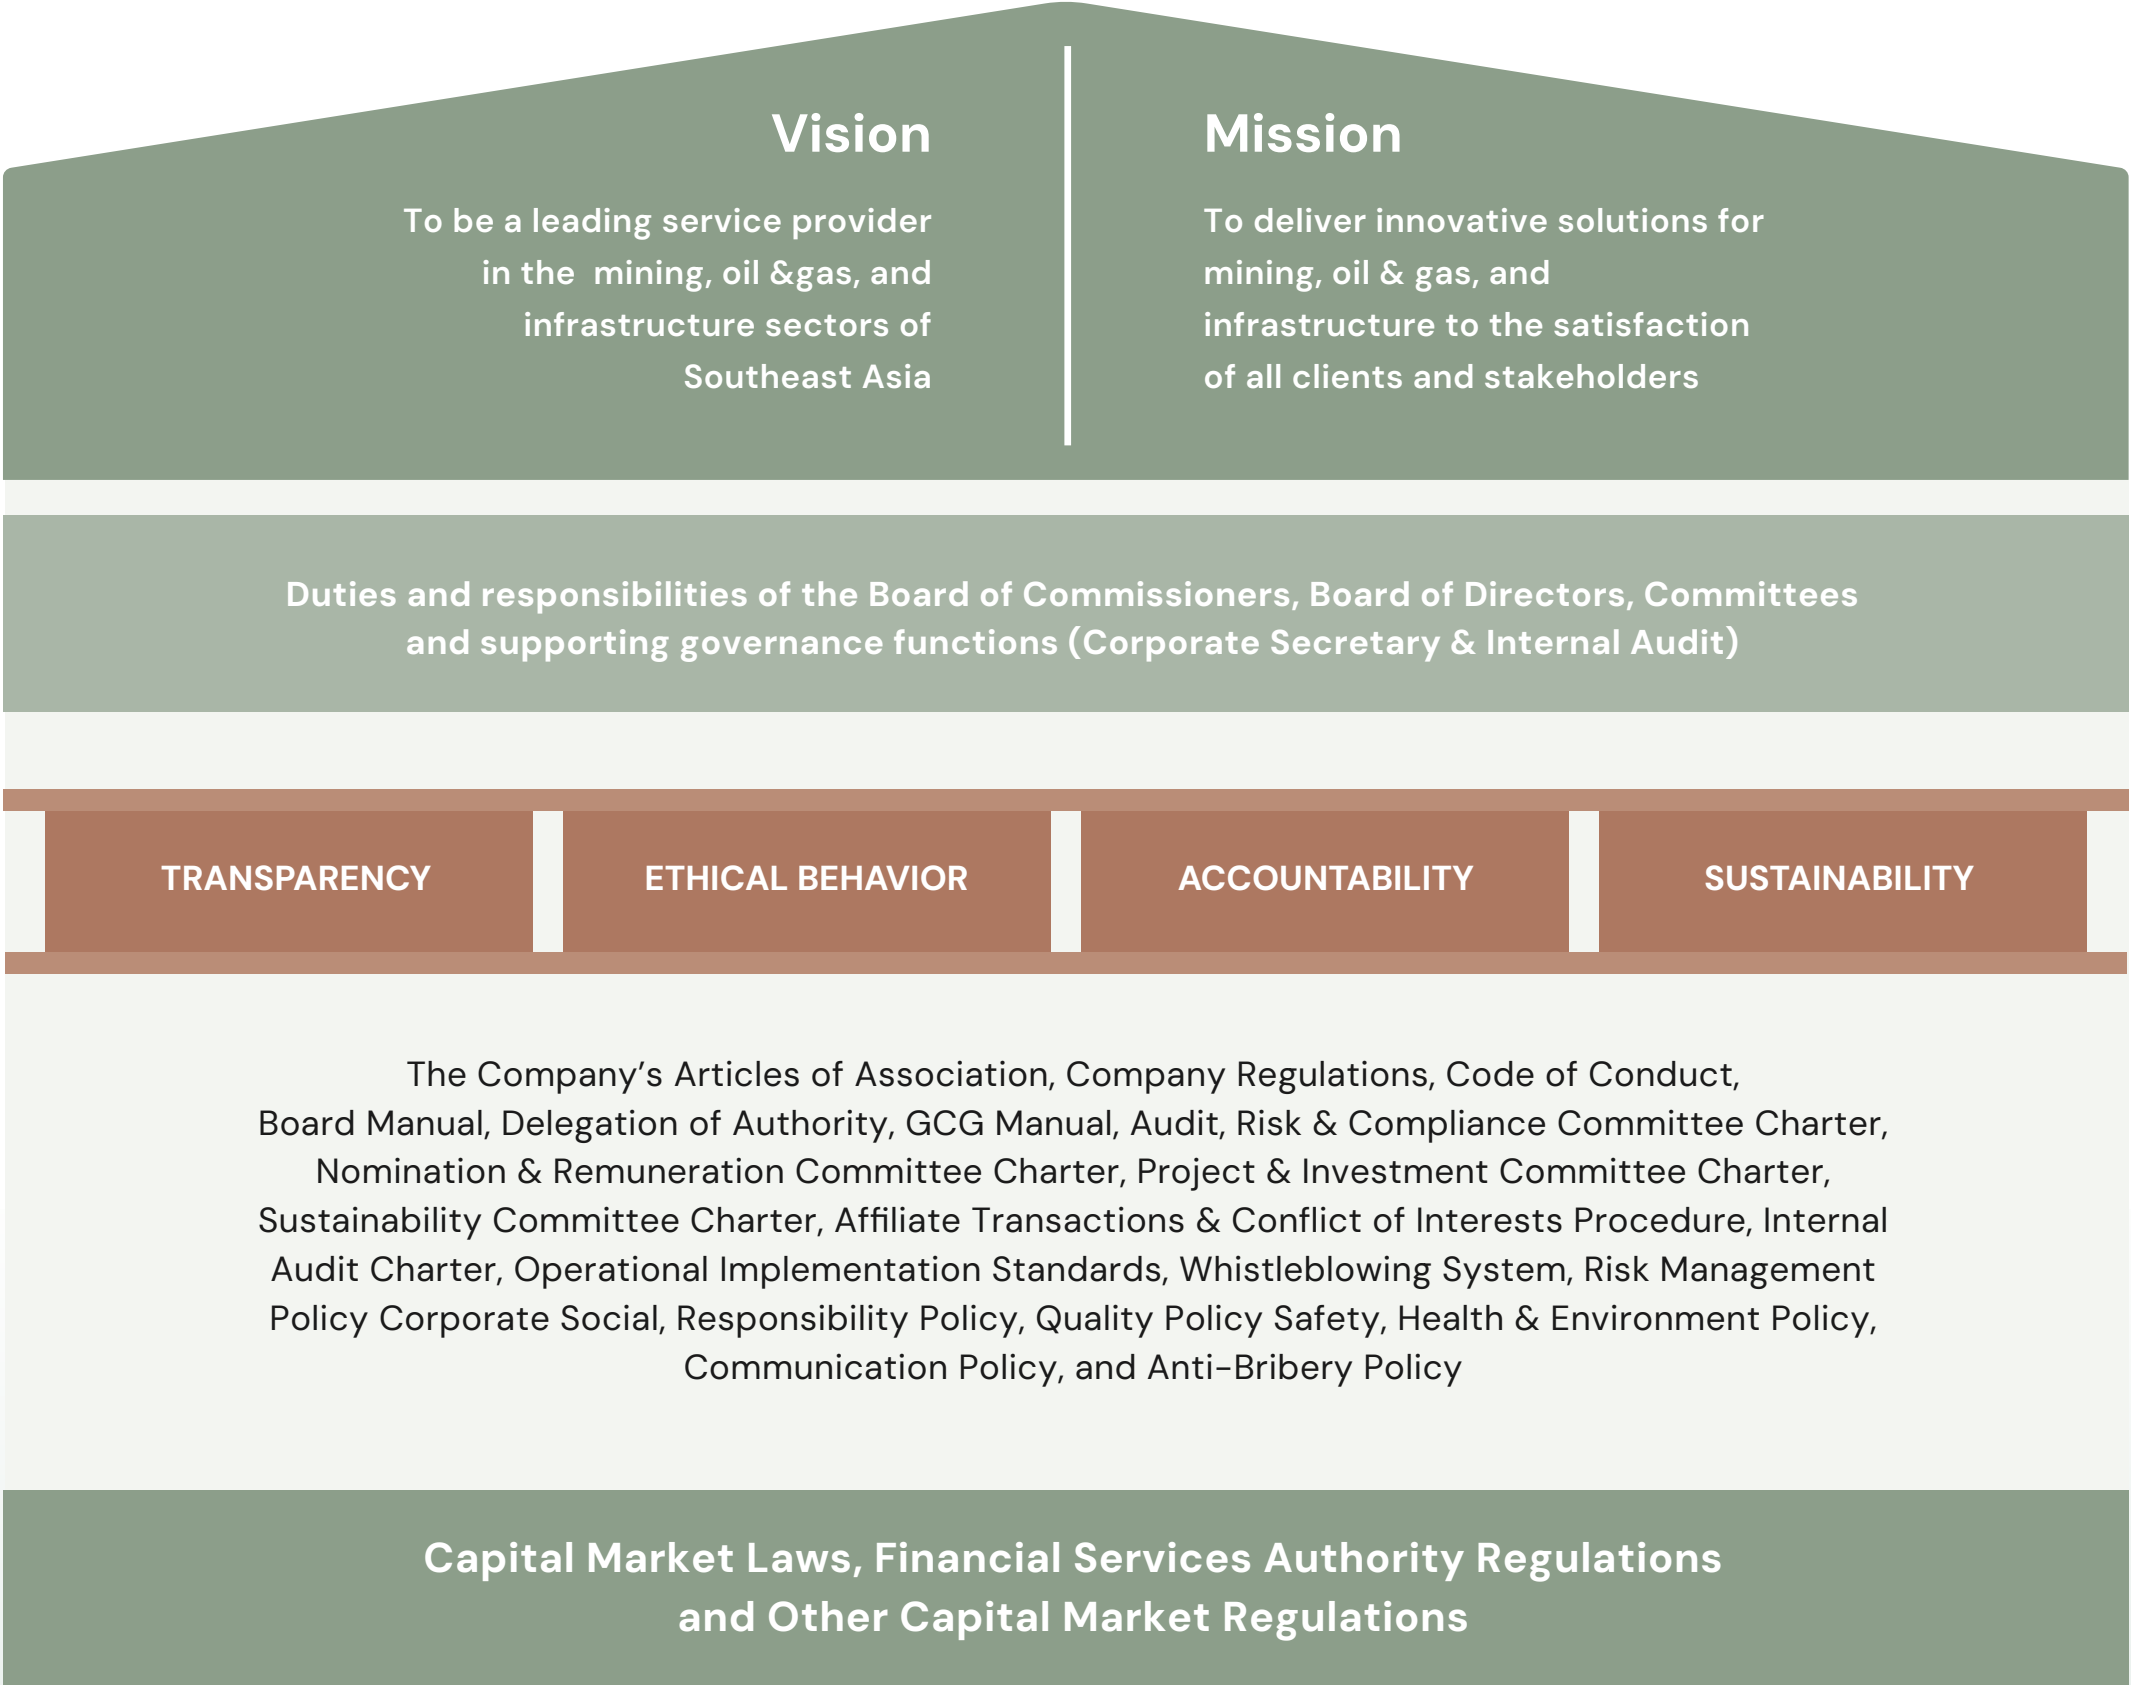 Vision
To be a leading service provider
in the  mining, oil &gas, and
infrastructure sectors of
Southeast Asia
Mission
To deliver innovative solutions for
mining, oil & gas, and
infrastructure to the satisfaction
of all clients and stakeholders
Duties and responsibilities of the Board of Commissioners, Board of Directors, Committees
and supporting governance functions (Corporate Secretary & Internal Audit)
TRANSPARENCY
ETHICAL BEHAVIOR
ACCOUNTABILITY
SUSTAINABILITY
The Company’s Articles of Association, Company Regulations, Code of Conduct,
Board Manual, Delegation of Authority, GCG Manual, Audit, Risk & Compliance Committee Charter,
Nomination & Remuneration Committee Charter, Project & Investment Committee Charter,
Sustainability Committee Charter, Affiliate Transactions & Conflict of Interests Procedure, Internal
Audit Charter, Operational Implementation Standards, Whistleblowing System, Risk Management
Policy Corporate Social, Responsibility Policy, Quality Policy Safety, Health & Environment Policy,
Communication Policy, and Anti-Bribery Policy
Capital Market Laws, Financial Services Authority Regulations
and Other Capital Market Regulations